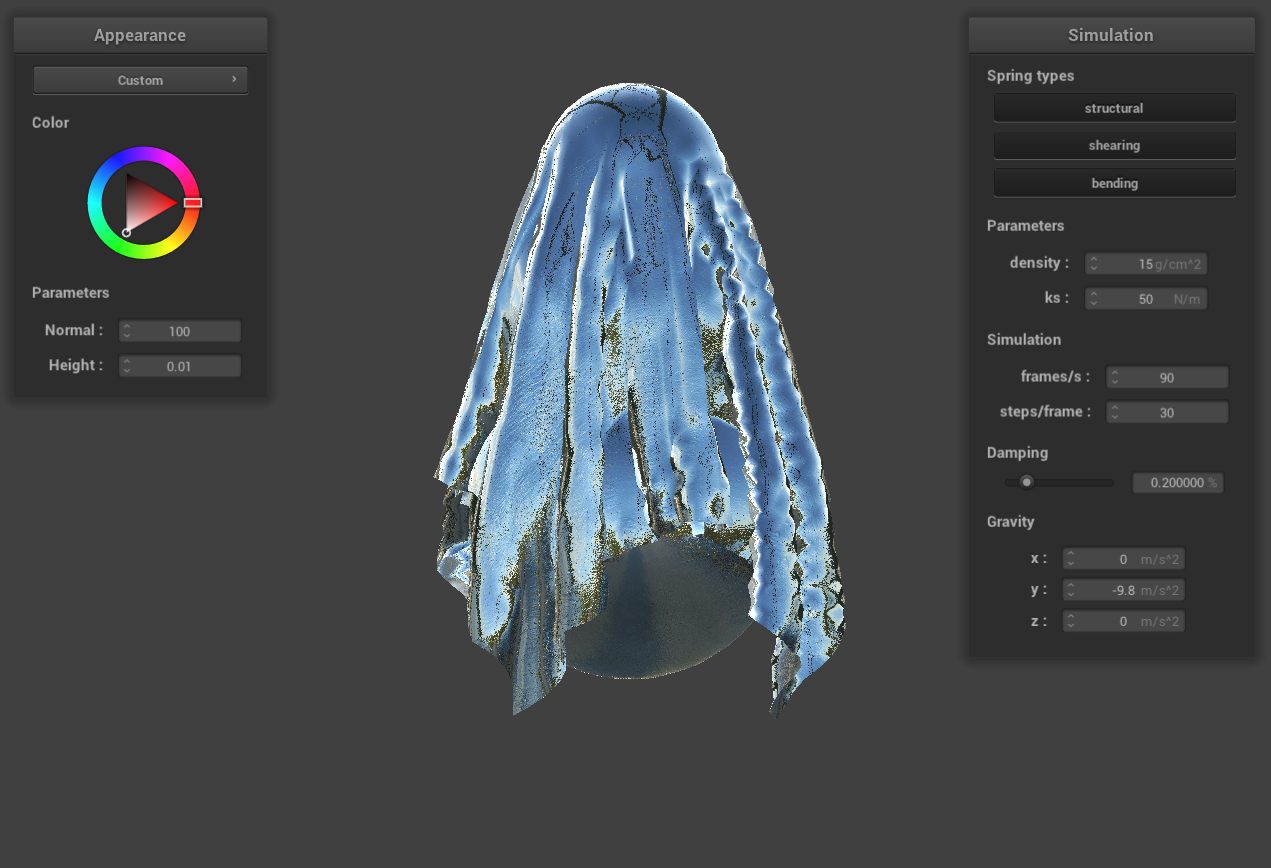 Appearance
Custom
Color
Parameters
Normal : 100
Height : 0.01
Simulation
Spring types
structural
shearing
bending
Parameters
density : 15 g/cm^2
ks : 50 N/m
Simulation
frames/s : 90
steps/frame : 30
Damping
0.200000 %
Gravity
x : 0 m/s^2
y : -9.8 m/s^2
z : 0 m/s^2